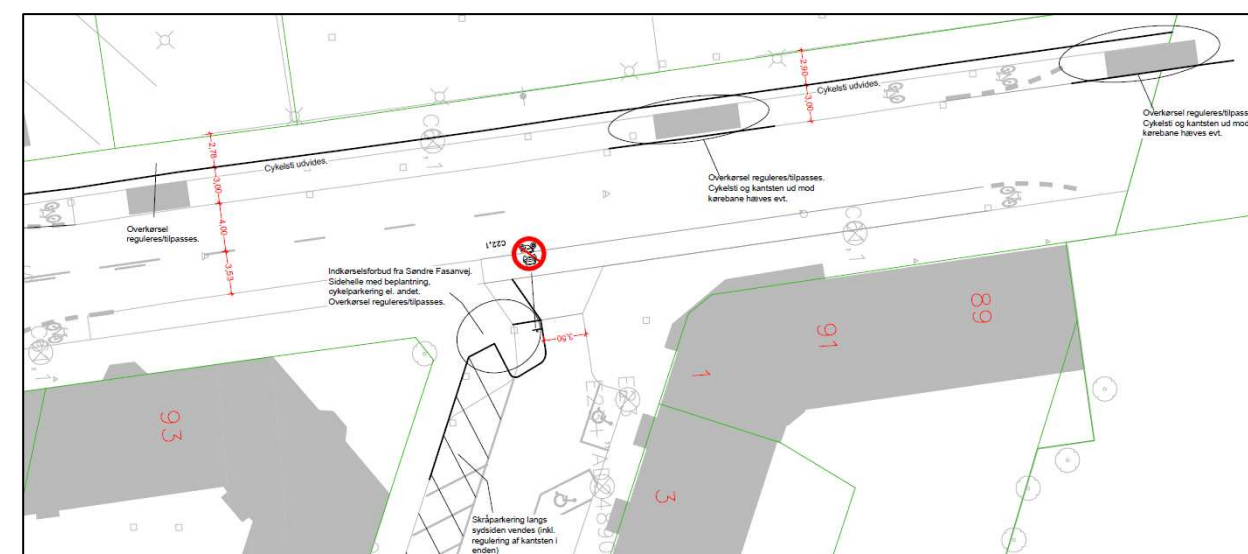 2,90
3,00
Cykelsti udvides.
Overkørsel reguleres/tilpass
Cykelsti og kantsten ud mod
kørebane hæves evt.
2,78
Cykelsti udvides.
3,00
4,00
3,53
Overkørsel
reguleres/tilpasses.
Overkørsel reguleres/tilpasses.
Cykelsti og kantsten ud mod
kørebane hæves evt.
C22,1
Indkørselsforbud fra Søndre Fasanvej.
Sidehelle med beplantning,
cykelparkering el. andet.
Overkørsel reguleres/tilpasses.
3,50
89
91
1
93
3
Skråparkering langs
sydsiden vendes (inkl.
regulering af kantsten i
enden)